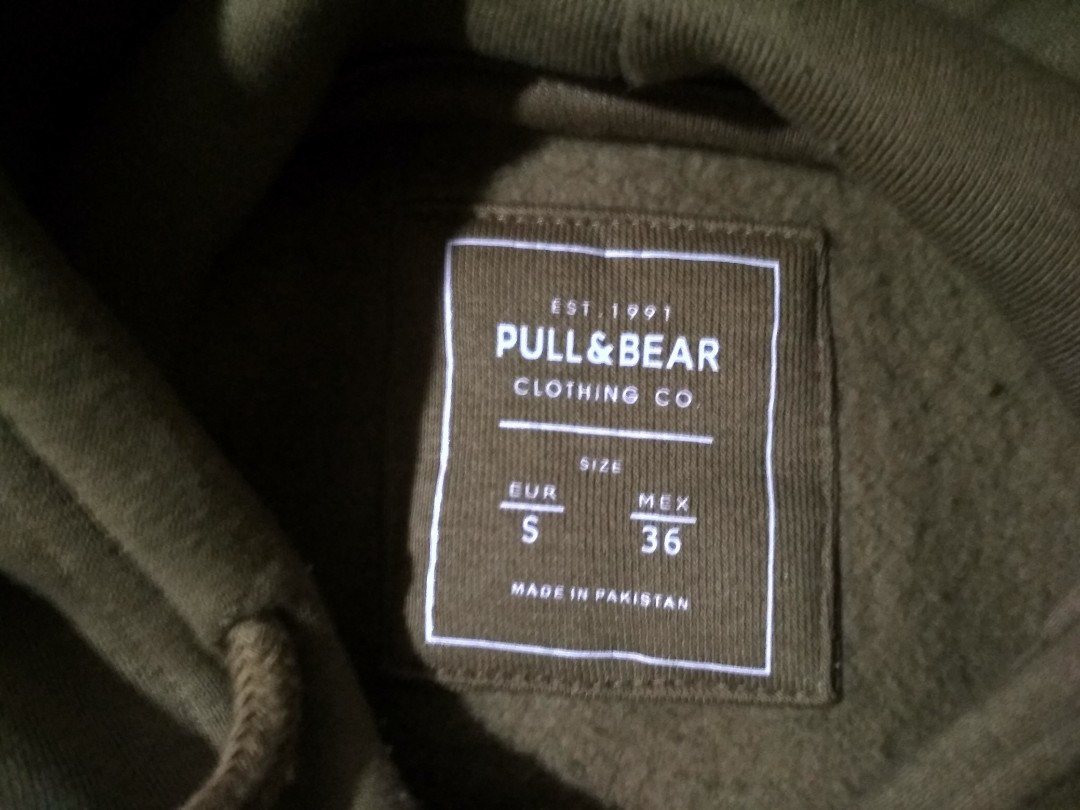 EST. 1991
PULL&BEAR
CLOTHING CO.
SIZE
EUR MEX
S 36
MADE IN PAKISTAN